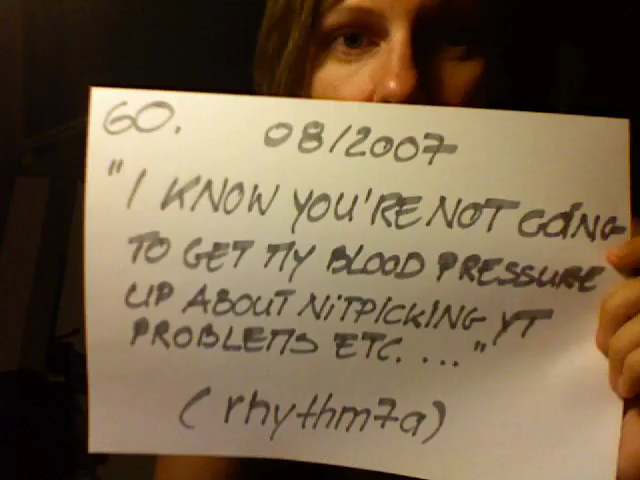 60. 08/2007
"I KNOW YOU'RE NOT GOING
TO GET MY BLOOD PRESSURE
UP ABOUT NITPICKING YT
PROBLEMS ETC. ...."
(rhythm7a)